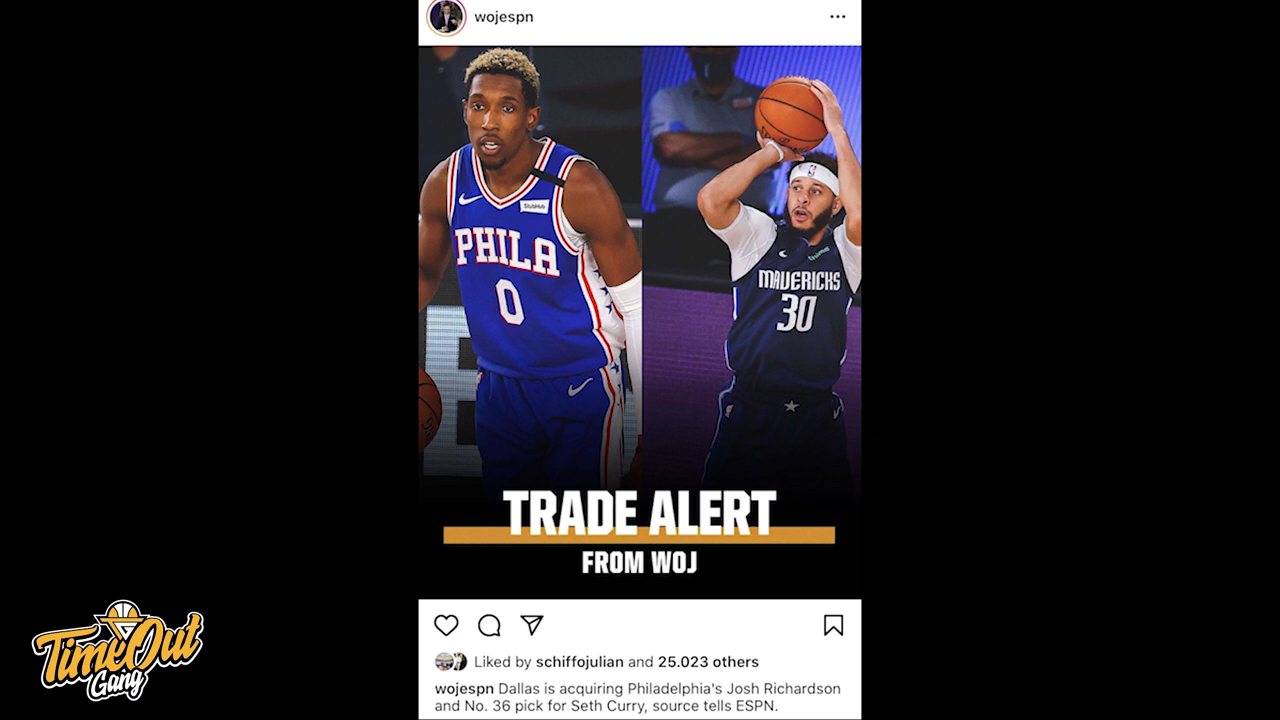 wojespn
StubHub
PHILA
0
MAVERICKS
30
TRADE ALERT
FROM WOJ
Liked by schiffojulian and 25.023 others
wojespn Dallas is acquiring Philadelphia's Josh Richardson
and No. 36 pick for Seth Curry, source tells ESPN.
TimeOut
Gang